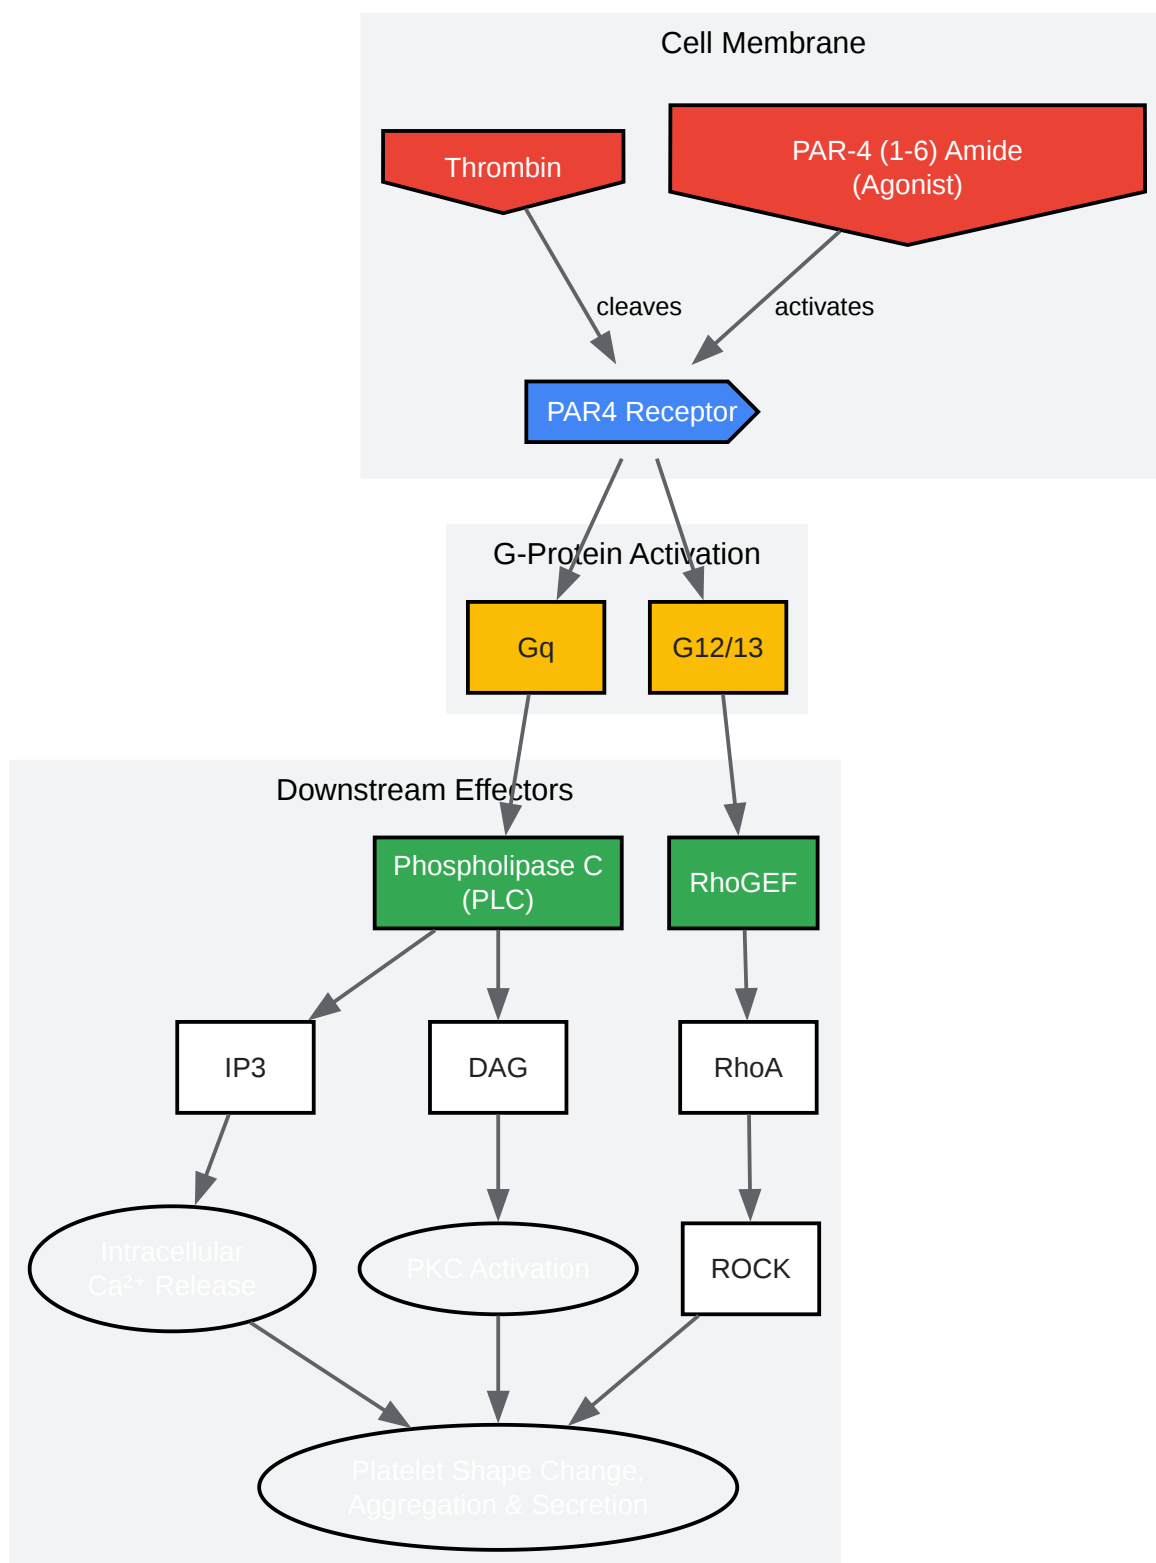 Cell Membrane
Thrombin
PAR-4 (1-6) Amide
(Agonist)
cleaves
activates
PAR4 Receptor
G-Protein Activation
Gq
G12/13
Downstream Effectors
Phospholipase C
(PLC)
RhoGEF
IP3
DAG
RhoA
Intracellular
Ca²⁺ Release
PKC Activation
ROCK
Platelet Shape Change,
Aggregation & Secretion